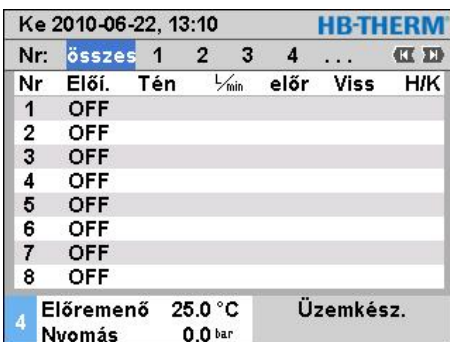 Ke 2010-06-22, 13:10 HB-THERM
Nr: összes 1 2 3 4 ...
Nr Előí. Tén L/min előr Viss H/K
1 OFF
2 OFF
3 OFF
4 OFF
5 OFF
6 OFF
7 OFF
8 OFF
4 Előremenő 25.0 °C Üzemkész.
Nyomás 0.0 bar